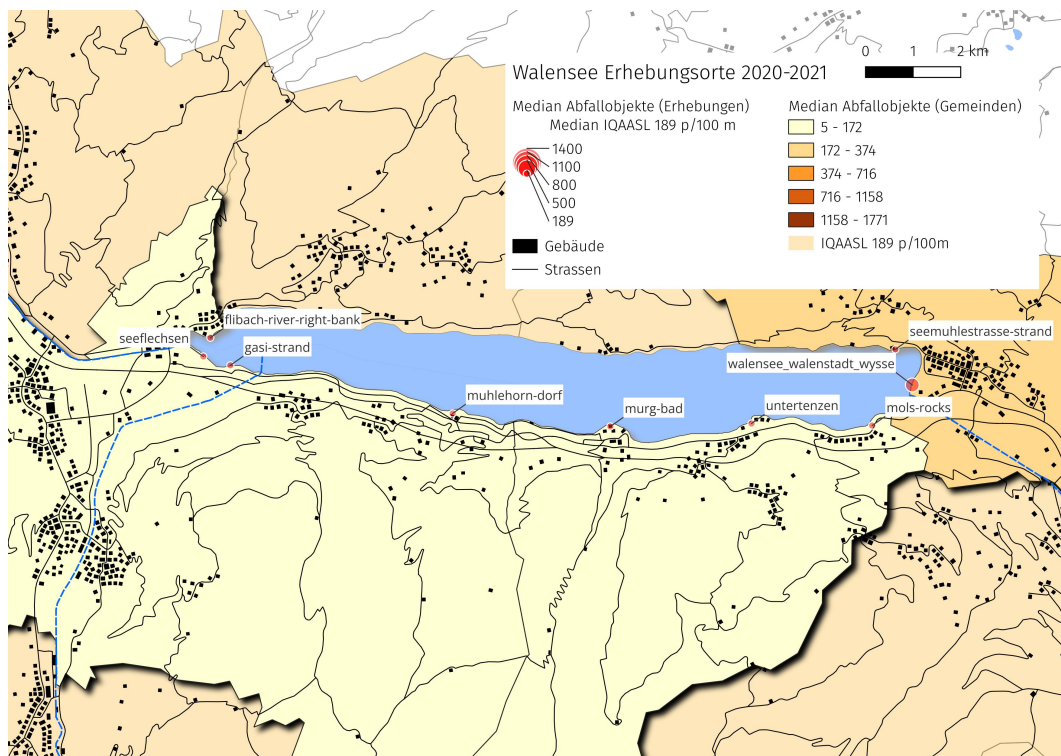 0 1 2 km
Walensee Erhebungsorte 2020-2021
Median Abfallobjekte (Erhebungen)
Median IQAASL 189 p/100 m
1400
1100
800
500
189
Gebäude
Strassen
Median Abfallobjekte (Gemeinden)
5 - 172
172 - 374
374 - 716
716 - 1158
1158 - 1771
IQAASL 189 p/100m
flibach-river-right-bank
seeflechsen
gasi-strand
seemuhlestrasse-strand
walensee_walenstadt_wysse
muhlehorn-dorf
murg-bad
untertenzen
mols-rocks